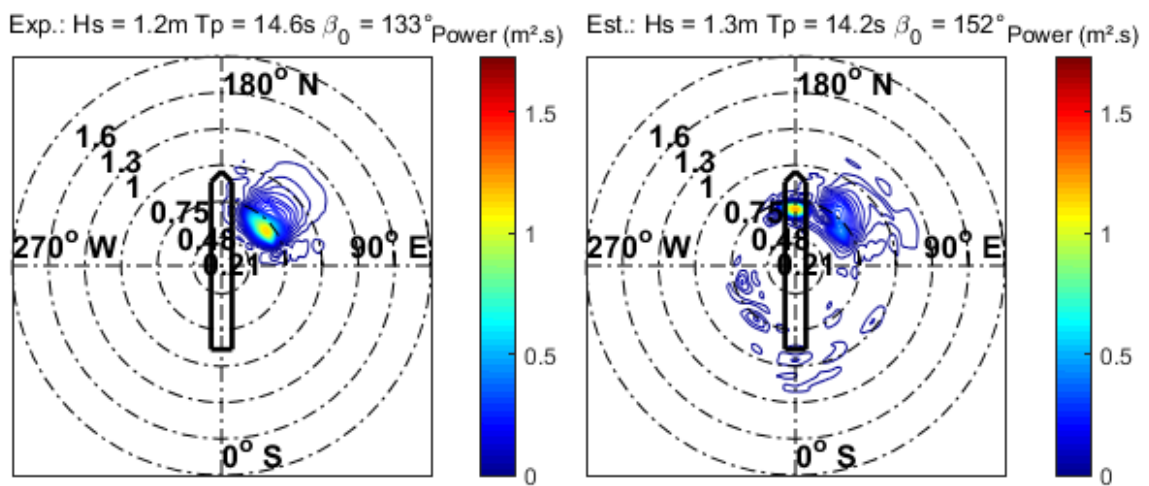 Exp.: Hs = 1.2m Tp = 14.6s β₀ = 133° Power (m².s)
180° N
1.6
1.3
1
0.75
0.48
0.21
270° W
90° E
0° S
1.5
1
0.5
0
Est.: Hs = 1.3m Tp = 14.2s β₀ = 152° Power (m².s)
180° N
1.6
1.3
1
0.75
0.48
0.21
270° W
90° E
0° S
1.5
1
0.5
0